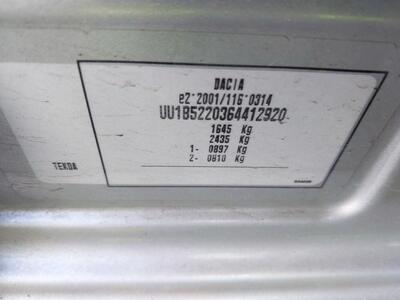 DACIA
e2*2001/116*0314
UU1B5220364412920
1645 Kg
2435 Kg
1- 0897 Kg
2- 0810 Kg
TEKDA